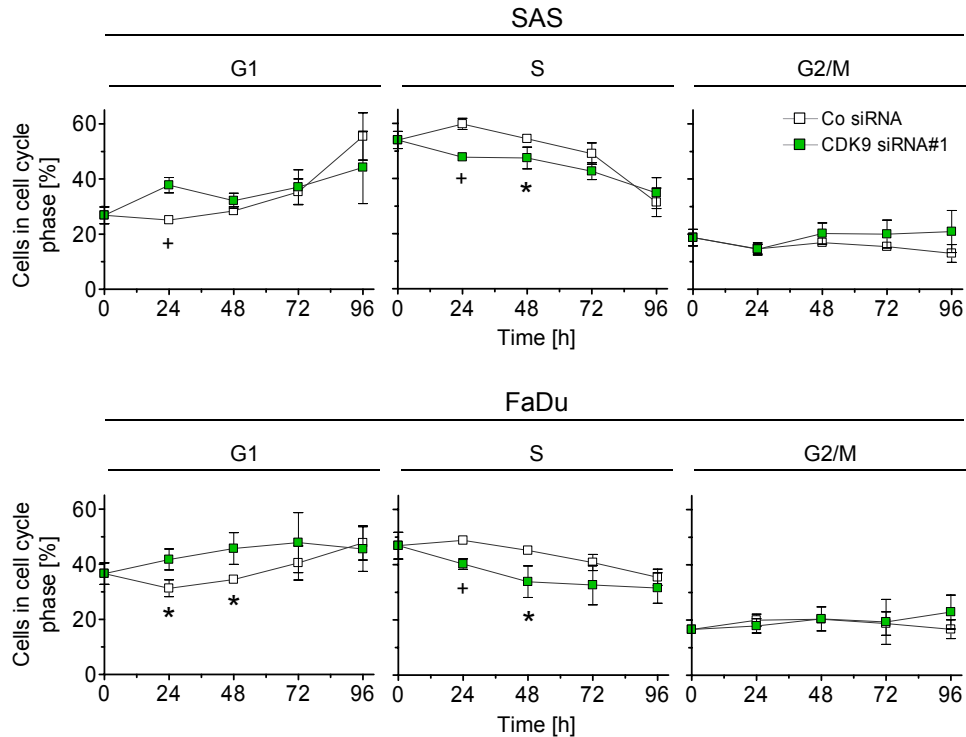 SAS
G1 S G2/M
Cells in cell cycle
phase [%]
60
40
20
0
Co siRNA
CDK9 siRNA#1
+ + *
0 24 48 72 96 0 24 48 72 96 0 24 48 72 96
Time [h]
FaDu
G1 S G2/M
Cells in cell cycle
phase [%]
60
40
20
0
* * + *
0 24 48 72 96 0 24 48 72 96 0 24 48 72 96
Time [h]